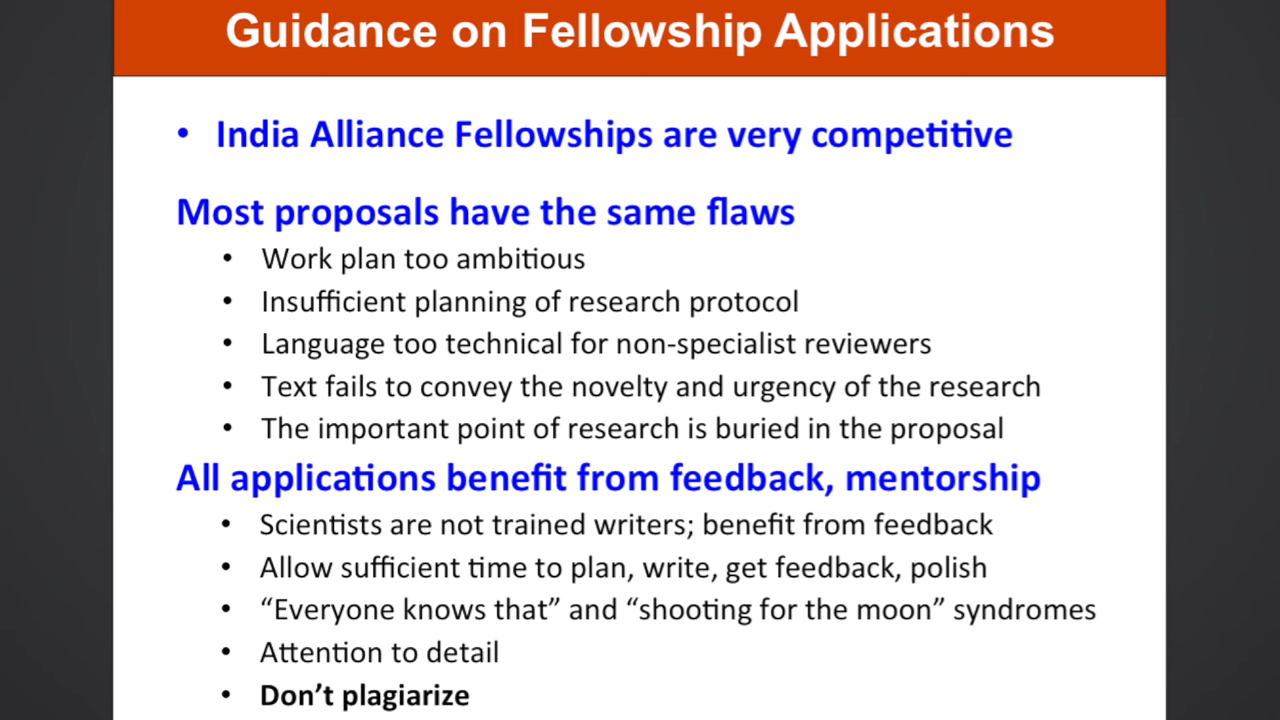 Guidance on Fellowship Applications
• India Alliance Fellowships are very competitive
Most proposals have the same flaws
• Work plan too ambitious
• Insufficient planning of research protocol
• Language too technical for non-specialist reviewers
• Text fails to convey the novelty and urgency of the research
• The important point of research is buried in the proposal
All applications benefit from feedback, mentorship
• Scientists are not trained writers; benefit from feedback
• Allow sufficient time to plan, write, get feedback, polish
• “Everyone knows that” and “shooting for the moon” syndromes
• Attention to detail
• Don’t plagiarize